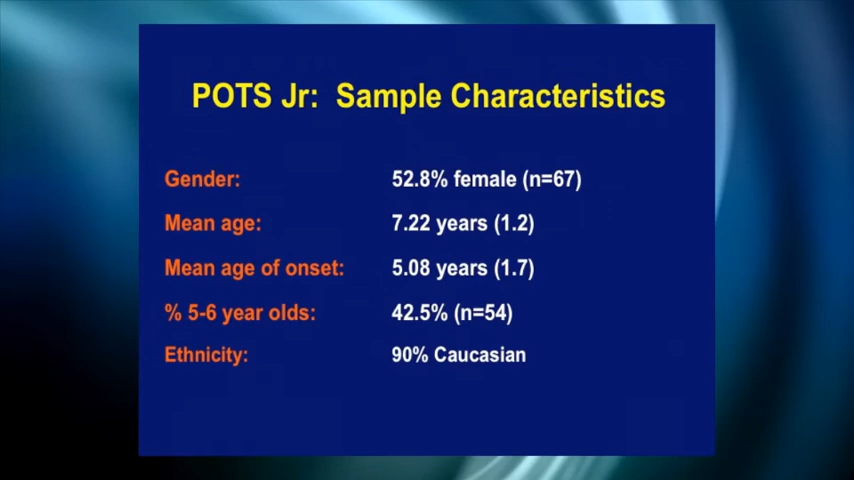 POTS Jr: Sample Characteristics
Gender: 52.8% female (n=67)
Mean age: 7.22 years (1.2)
Mean age of onset: 5.08 years (1.7)
% 5-6 year olds: 42.5% (n=54)
Ethnicity: 90% Caucasian